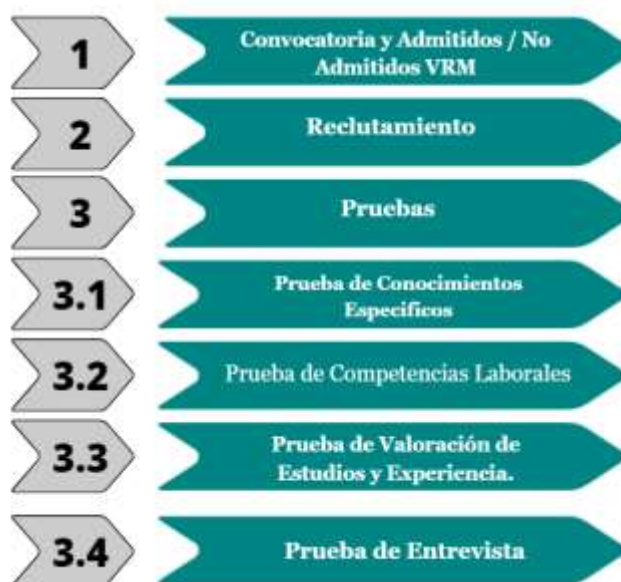 1
Convocatoria y Admitidos / No
Admitidos VRM
2
Reclutamiento
3
Pruebas
3.1
Prueba de Conocimientos
Especificos
3.2
Prueba de Competencias Laborales
3.3
Prueba de Valoración de
Estudios y Experiencia.
3.4
Prueba de Entrevista